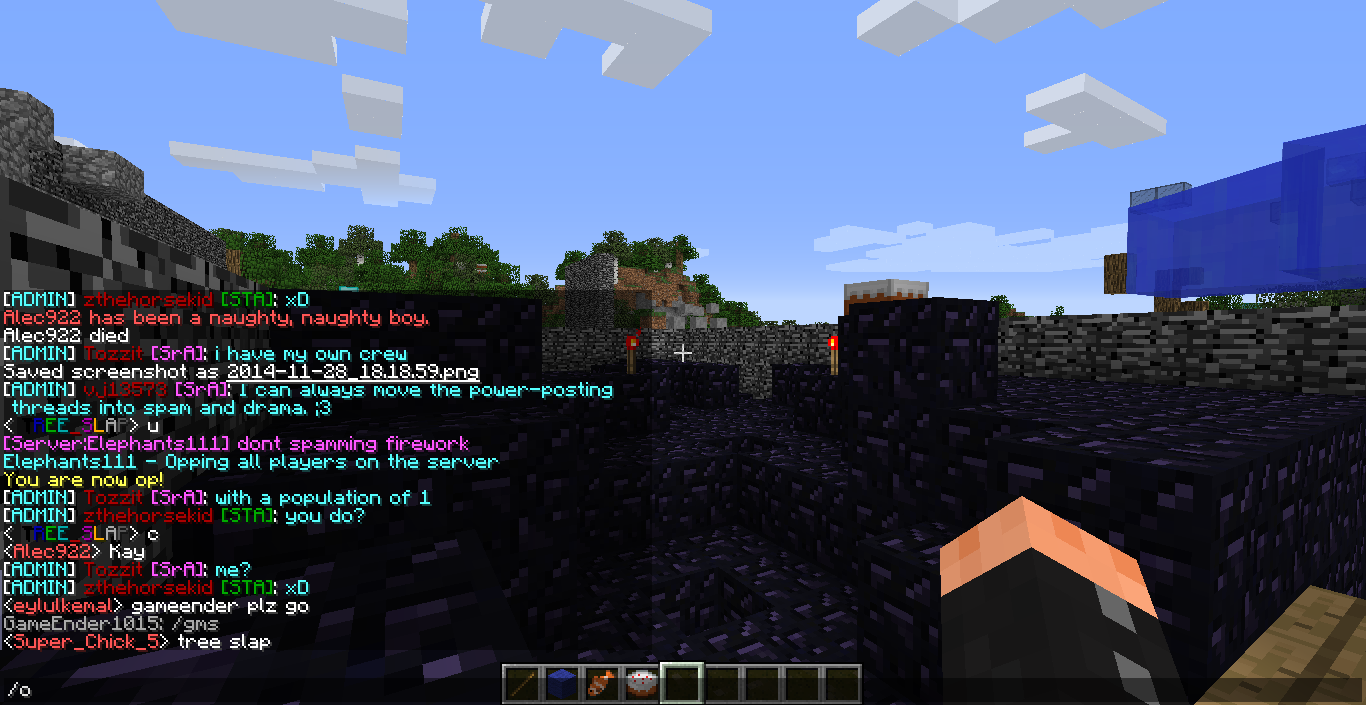 [ADMIN] zthehorsekid [STA]: xD
Alec922 has been a naughty, naughty boy.
Alec922 died
[ADMIN] Tozzit [SrA]: i have my own crew
Saved screenshot as 2014-11-28_18.18.59.png
[ADMIN] vj13573 [SrA]: I can always move the power-posting
threads into spam and drama. ;3
< TREE_SLAP> u
[Server:Elephants111] dont spamming firework
Elephants111 - Opping all players on the server
You are now op!
[ADMIN] Tozzit [SrA]: with a population of 1
[ADMIN] zthehorsekid [STA]: you do?
< TREE_SLAP> c
<Alec922> Kay
[ADMIN] Tozzit [SrA]: me?
[ADMIN] zthehorsekid [STA]: xD
<eylulkemal> gameender plz go
GameEnder1015: /gms
<Super_Chick_5> tree slap
/o